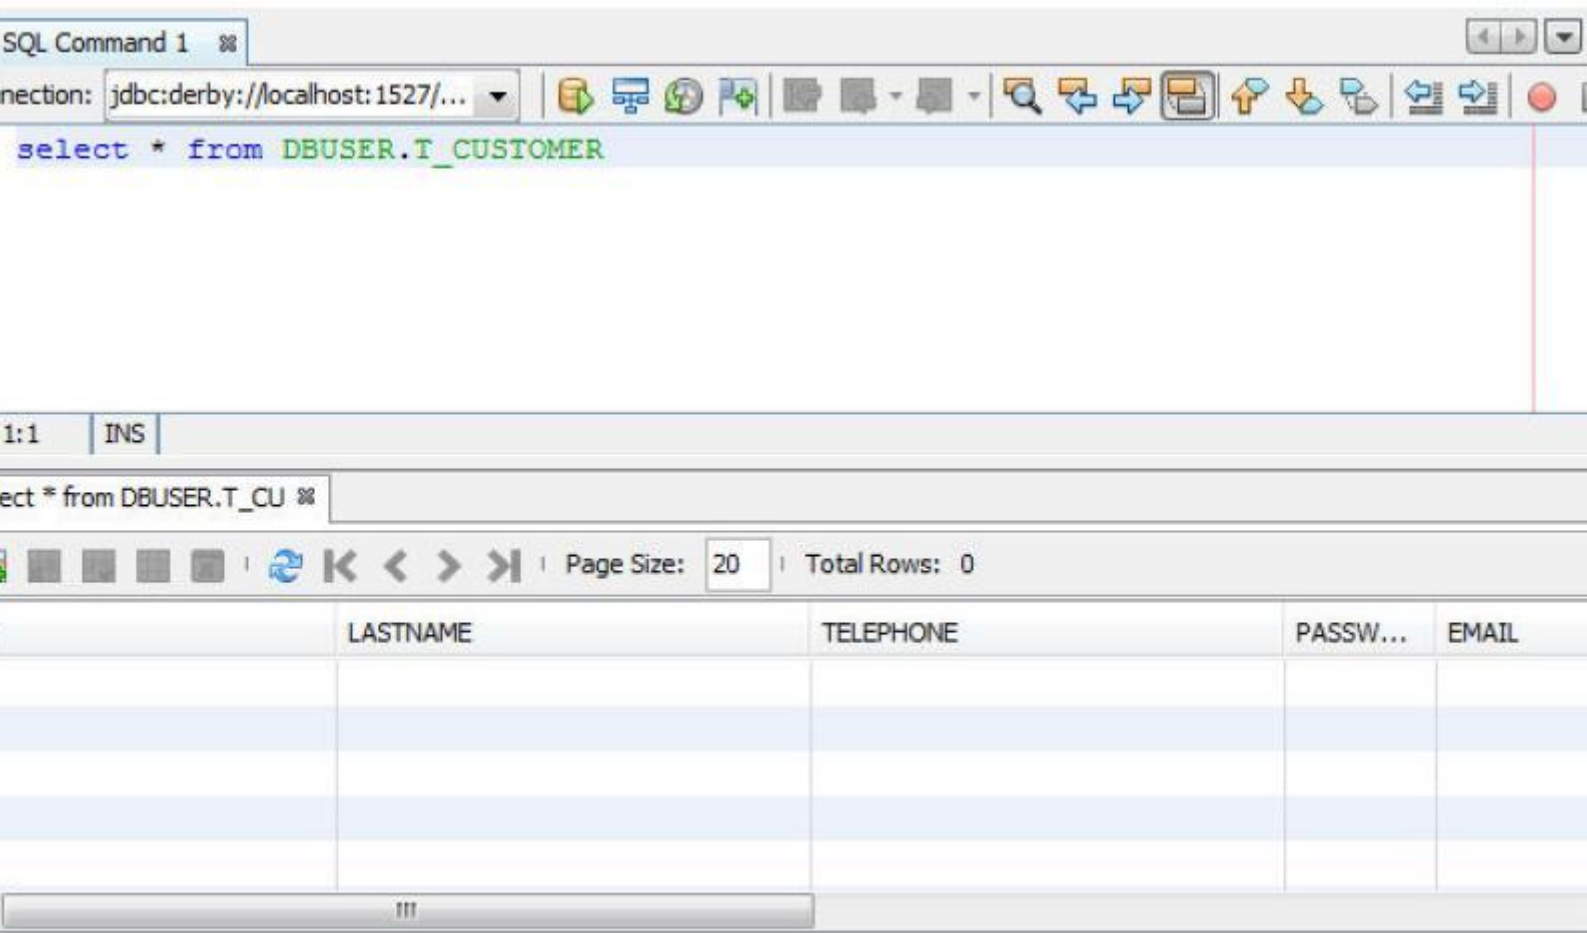 SQL Command 1
nection: jdbc:derby://localhost:1527/...
select * from DBUSER.T_CUSTOMER
1:1 INS
ect * from DBUSER.T_CU
Page Size: 20 Total Rows: 0
LASTNAME TELEPHONE PASSW... EMAIL